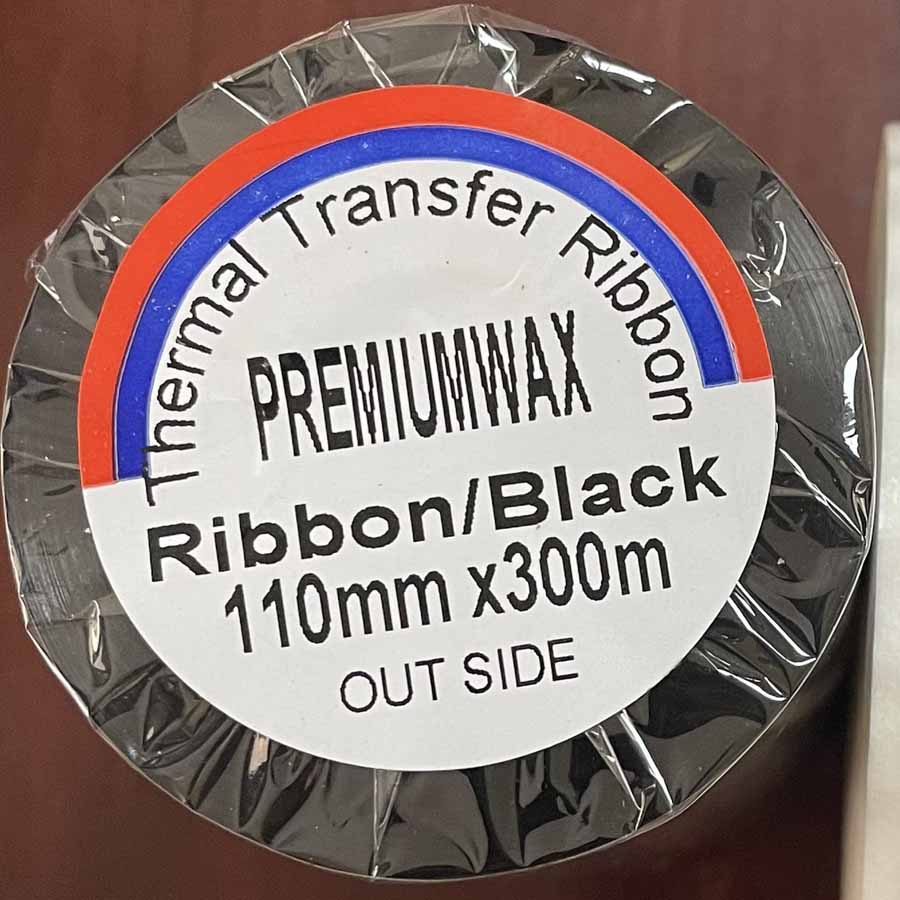 Thermal Transfer Ribbon
PREMIUMWAX
Ribbon/Black
110mm x300m
OUT SIDE